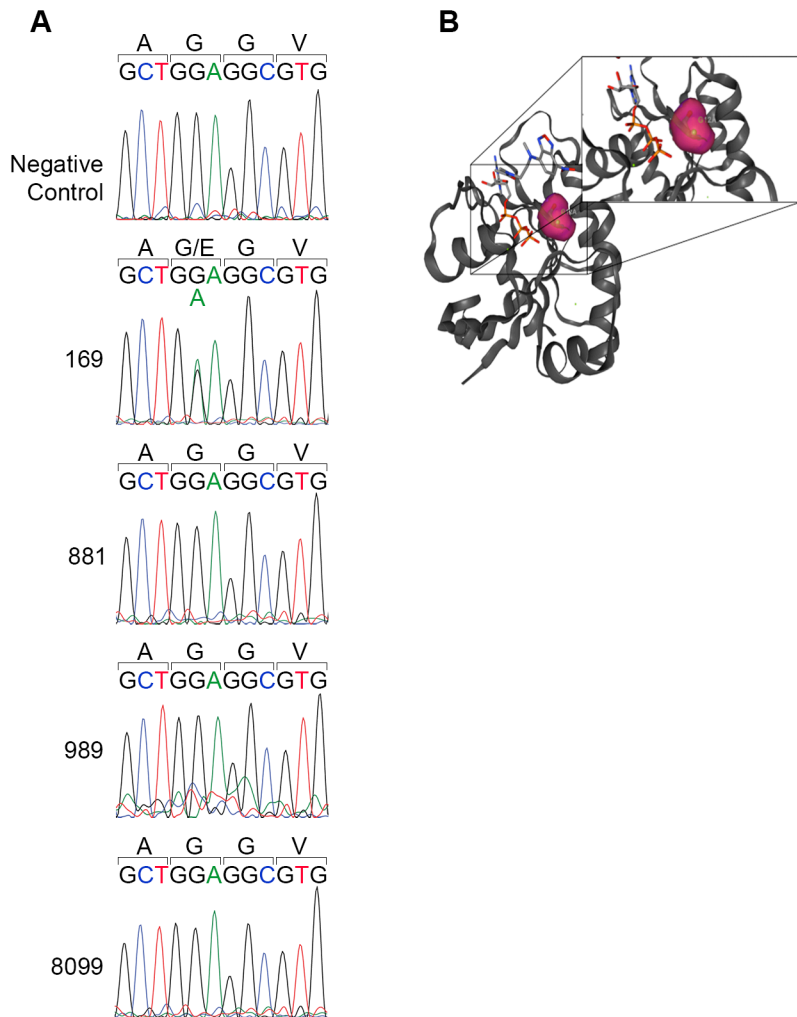 A
B
A G G V
GCTGGAGGCGTG
Negative
Control
A G/E G V
GCTGGAGGCGTG
A
169
A G G V
GCTGGAGGCGTG
881
A G G V
GCTGGAGGCGTG
989
A G G V
GCTGGAGGCGTG
8099